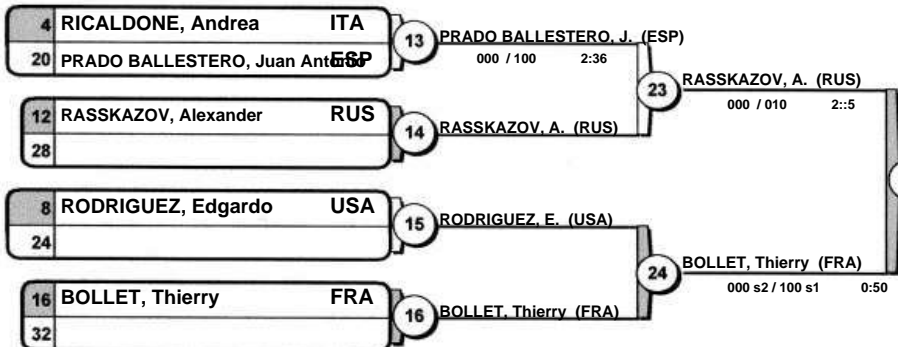 4 RICALDONE, Andrea ITA
20 PRADO BALLESTERO, Juan Antonio ESP
13
PRADO BALLESTERO, J. (ESP)
000 / 100 2:36
12 RASSKAZOV, Alexander RUS
28
14
RASSKAZOV, A. (RUS)
23
RASSKAZOV, A. (RUS)
000 / 010 2::5
8 RODRIGUEZ, Edgardo USA
24
15
RODRIGUEZ, E. (USA)
16 BOLLET, Thierry FRA
32
16
BOLLET, Thierry (FRA)
24
BOLLET, Thierry (FRA)
000 s2 / 100 s1 0:50